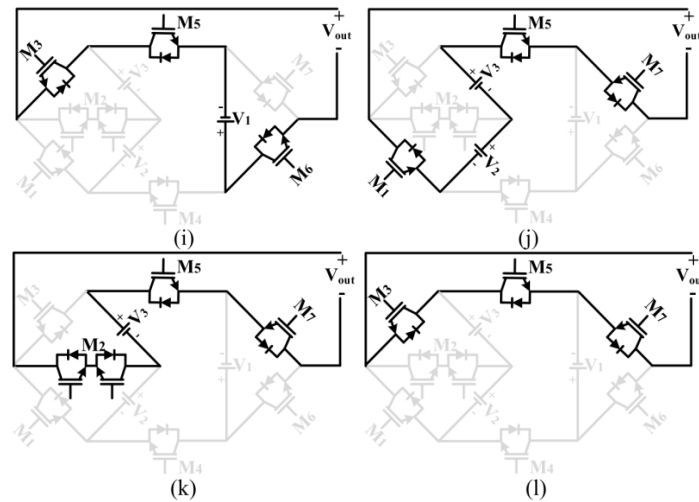 M5
+
Vout
-
M3
+
V3
-
M7
M2
-
V1
+
+
V2
-
M1
M6
M4
(i)
M5
+
Vout
-
M3
+
V3
-
M7
M2
-
V1
+
+
V2
-
M1
M6
M4
(j)
M5
+
Vout
-
M3
+
V3
-
M7
M2
-
V1
+
+
V2
-
M1
M6
M4
(k)
M5
+
Vout
-
M3
+
V3
-
M7
M2
-
V1
+
+
V2
-
M1
M6
M4
(l)